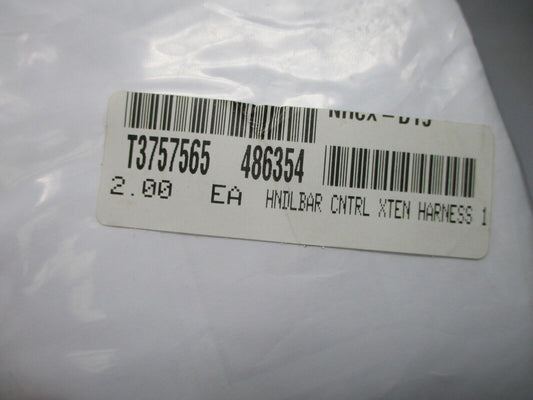 T3757565 486354
2.00 EA HNDLBAR CNTRL XTEN HARNESS 1